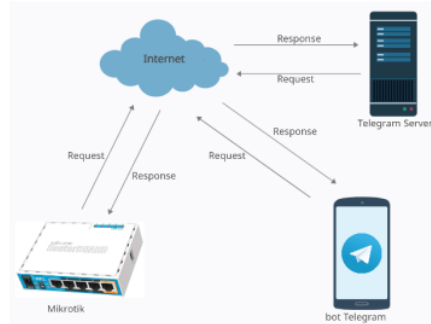 Internet
Response
Request
Telegram Server
Response
Request
Request
Response
Mikrotik
bot Telegram